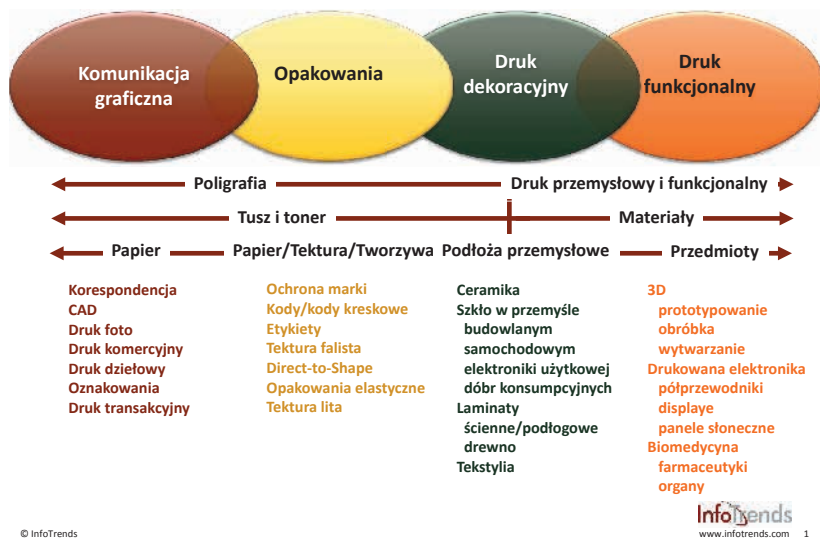 Komunikacja
graficzna
Opakowania
Druk
dekoracyjny
Druk
funkcjonalny
Poligrafia
Druk przemysłowy i funkcjonalny
Tusz i toner
Materiały
Papier
Papier/Tektura/Tworzywa
Podłoża przemysłowe
Przedmioty
Korespondencja
CAD
Druk foto
Druk komercyjny
Druk dziełowy
Oznakowania
Druk transakcyjny
Ochrona marki
Kody/kody kreskowe
Etykiety
Tektura falista
Direct-to-Shape
Opakowania elastyczne
Tektura lita
Ceramika
Szkło w przemyśle
budowlanym
samochodowym
elektroniki użytkowej
dóbr konsumpcyjnych
Laminaty
ścienne/podłogowe
drewno
Tekstylia
3D
prototypowanie
obróbka
wytwarzanie
Drukowana elektronika
półprzewodniki
displaye
panele słoneczne
Biomedycyna
farmaceutyki
organy
InfoTrends
© InfoTrends
www.infotrends.com 1